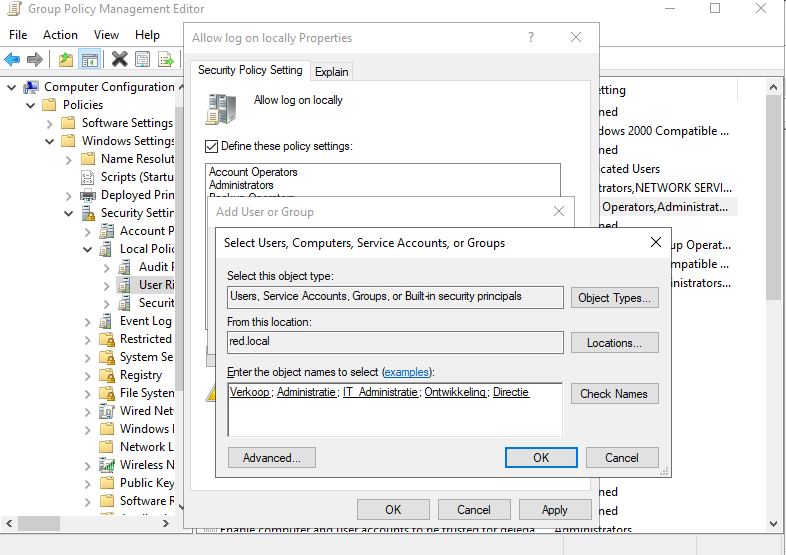 Group Policy Management Editor
File Action View Help
Computer Configuration
Policies
Software Settings
Windows Settings
Name Resolut
Scripts (Startu
Deployed Prin
Security Settin
Account P
Local Polic
Audit P
User Ri
Securit
Event Log
Restricted
System Se
Registry
File System
Wired Netw
Windows
Network L
Wireless N
Public Key
Software R
Allow log on locally Properties
?
Security Policy Setting
Explain
Allow log on locally
Define these policy settings:
Account Operators
Administrators
Add User or Group
Select Users, Computers, Service Accounts, or Groups
Select this object type:
Users, Service Accounts, Groups, or Built-in security principals
Object Types...
From this location:
red.local
Locations...
Enter the object names to select (examples):
Verkoop; Administratie; IT_Administratie; Ontwikkeling; Directie
Check Names
Advanced...
OK
Cancel
OK
Cancel
Apply
etting
ned
dows 2000 Compatible ...
ned
icated Users
trators,NETWORK SERVI...
Operators,Administrat...
ned
up Operat...
mpatible ...
inistrators...
ned
ned
Enable computer and user accounts to be trusted for delega
Administrators